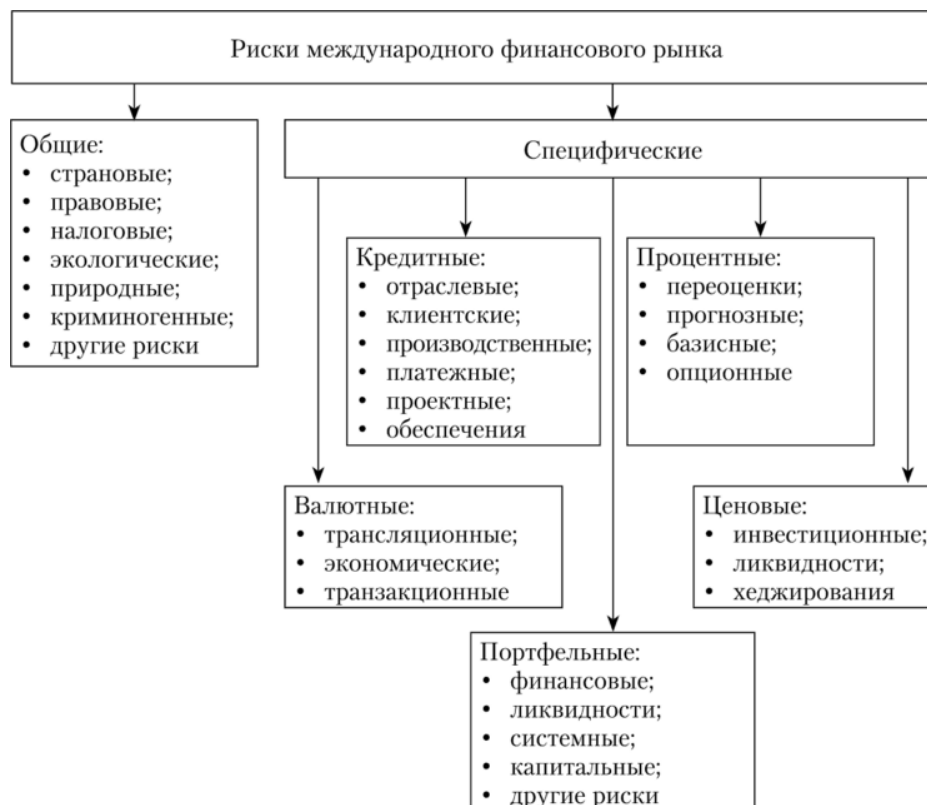 Риски международного финансового рынка
Общие:
• страновые;
• правовые;
• налоговые;
• экологические;
• природные;
• криминогенные;
• другие риски
Специфические
Кредитные:
• отраслевые;
• клиентские;
• производственные;
• платежные;
• проектные;
• обеспечения
Процентные:
• переоценки;
• прогнозные;
• базисные;
• опционные
Валютные:
• трансляционные;
• экономические;
• транзакционные
Ценовые:
• инвестиционные;
• ликвидности;
• хеджирования
Портфельные:
• финансовые;
• ликвидности;
• системные;
• капитальные;
• другие риски